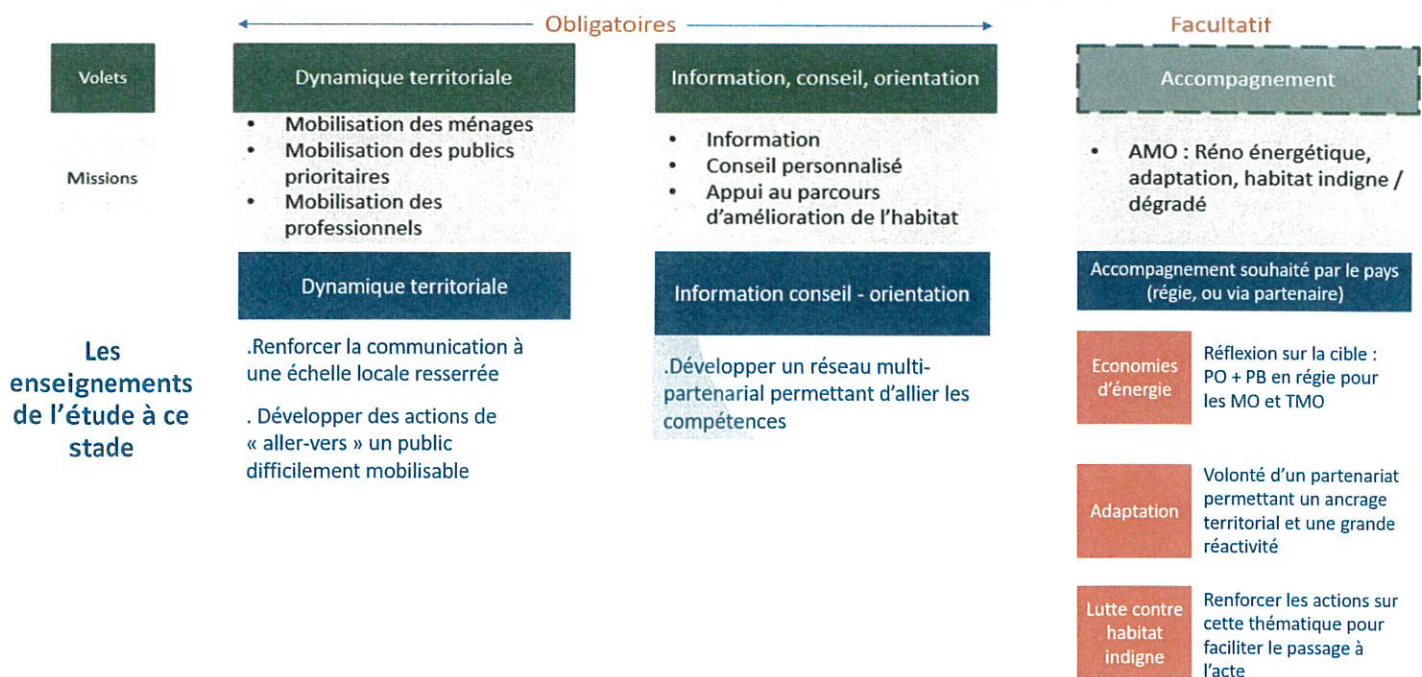 Obligatoires
Facultatif
Volets
Dynamique territoriale
Information, conseil, orientation
Accompagnement
Missions
• Mobilisation des ménages
• Mobilisation des publics
prioritaires
• Mobilisation des
professionnels
• Information
• Conseil personnalisé
• Appui au parcours
d'amélioration de l'habitat
• AMO : Réno énergétique,
adaptation, habitat indigne /
dégradé
Les
enseignements
de l'étude à ce
stade
Dynamique territoriale
.Renforcer la communication à
une échelle locale resserrée
. Développer des actions de
« aller-vers » un public
difficilement mobilisable
Information conseil - orientation
.Développer un réseau multi-
partenarial permettant d'allier les
compétences
Accompagnement souhaité par le pays
(régie, ou via partenaire)
Economies
d'énergie
Réflexion sur la cible :
PO + PB en régie pour
les MO et TMO
Adaptation
Volonté d'un partenariat
permettant un ancrage
territorial et une grande
réactivité
Lutte contre
habitat
indigne
Renforcer les actions sur
cette thématique pour
faciliter le passage à
l'acte